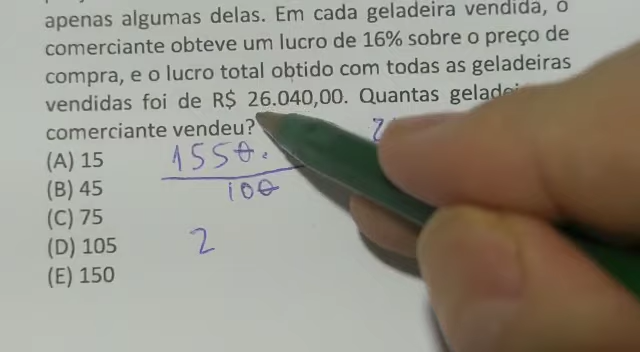 apenas algumas delas. Em cada geladeira vendida, o
comerciante obteve um lucro de 16% sobre o preço de
compra, e o lucro total obtido com todas as geladeiras
vendidas foi de R$ 26.040,00. Quantas
comerciante vendeu?
(A) 15
1550.
(B) 45
100
(C) 75
(D) 105
2
(E) 150